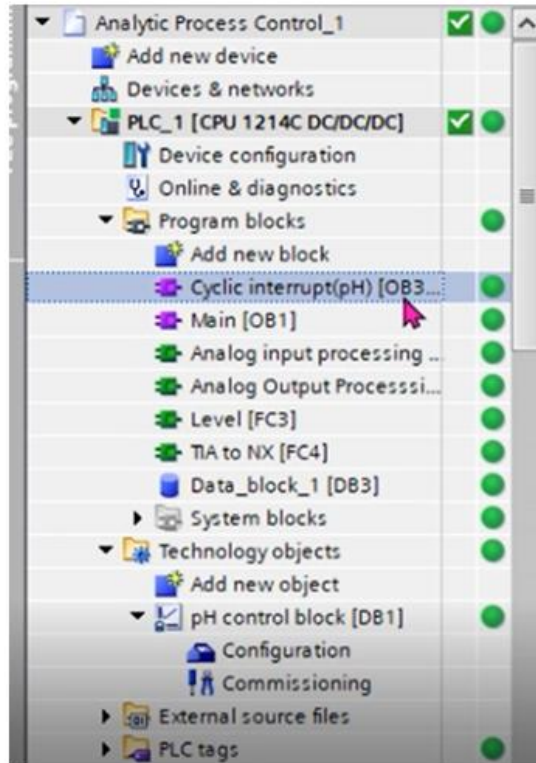 Analytic Process Control_1
Add new device
Devices & networks
PLC_1 [CPU 1214C DC/DC/DC]
Device configuration
Online & diagnostics
Program blocks
Add new block
Cyclic interrupt(pH) [OB3...
Main [OB1]
Analog input processing ...
Analog Output Processsi...
Level [FC3]
TIA to NX [FC4]
Data_block_1 [DB3]
System blocks
Technology objects
Add new object
pH control block [DB1]
Configuration
Commissioning
External source files
PLC tags